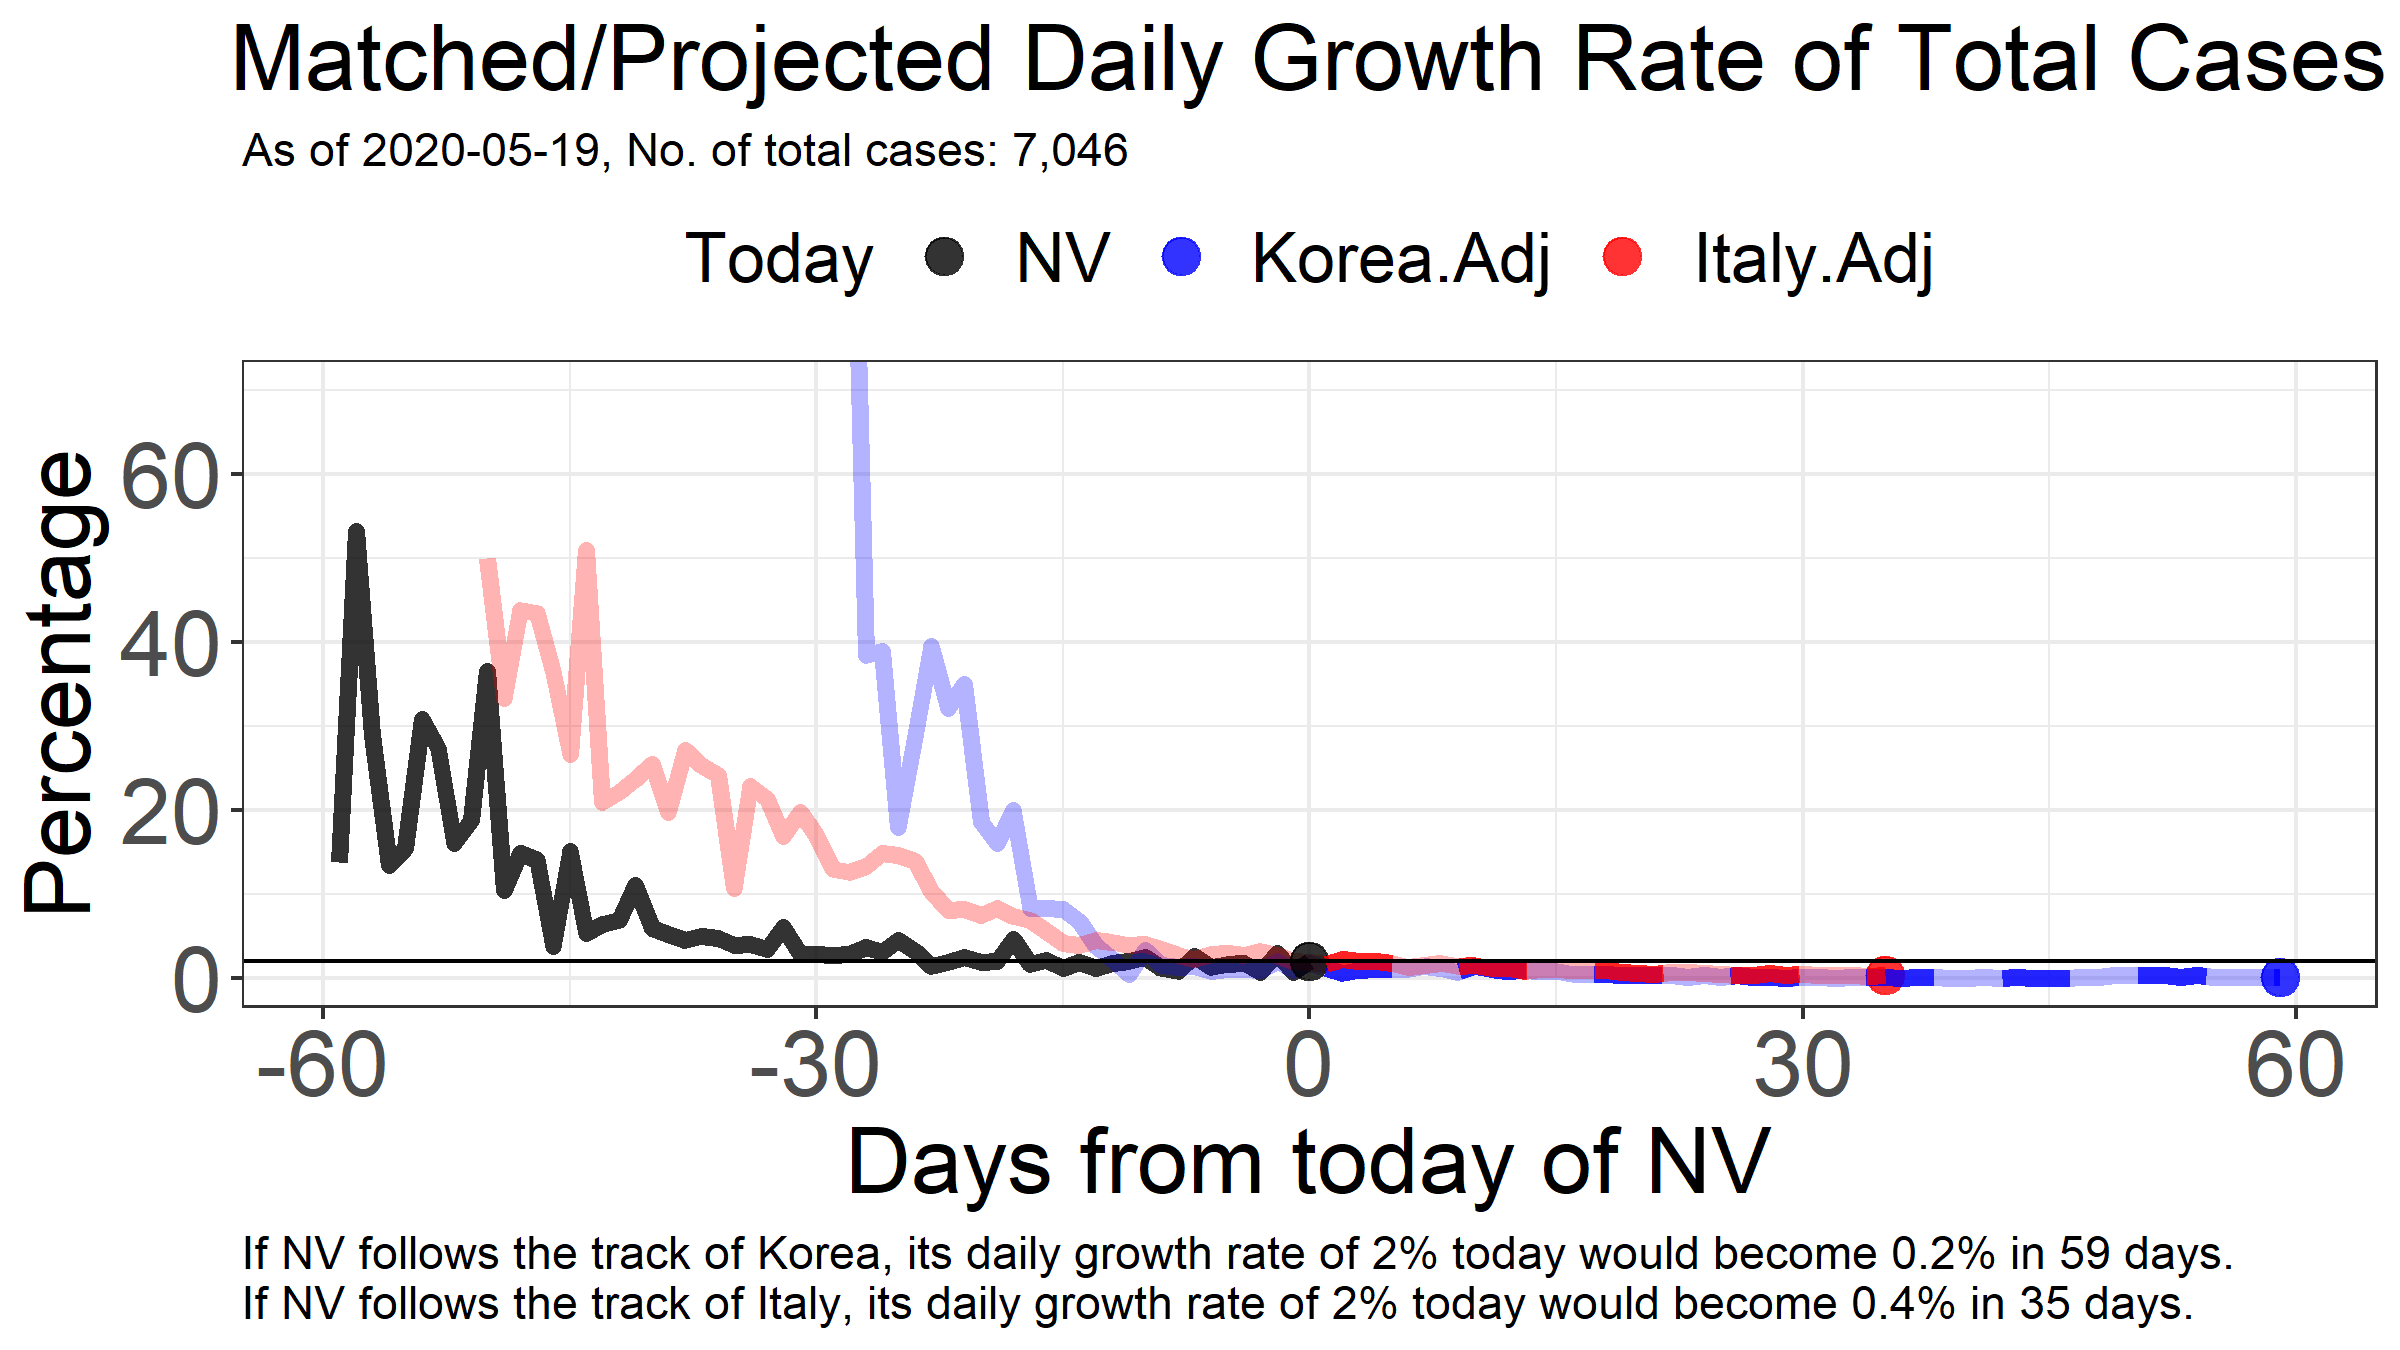 Matched/Projected Daily Growth Rate of Total Cases
As of 2020-05-19, No. of total cases: 7,046
Today NV Korea.Adj Italy.Adj
Percentage
60
40
20
0
-60 -30 0 30 60
Days from today of NV
If NV follows the track of Korea, its daily growth rate of 2% today would become 0.2% in 59 days.
If NV follows the track of Italy, its daily growth rate of 2% today would become 0.4% in 35 days.